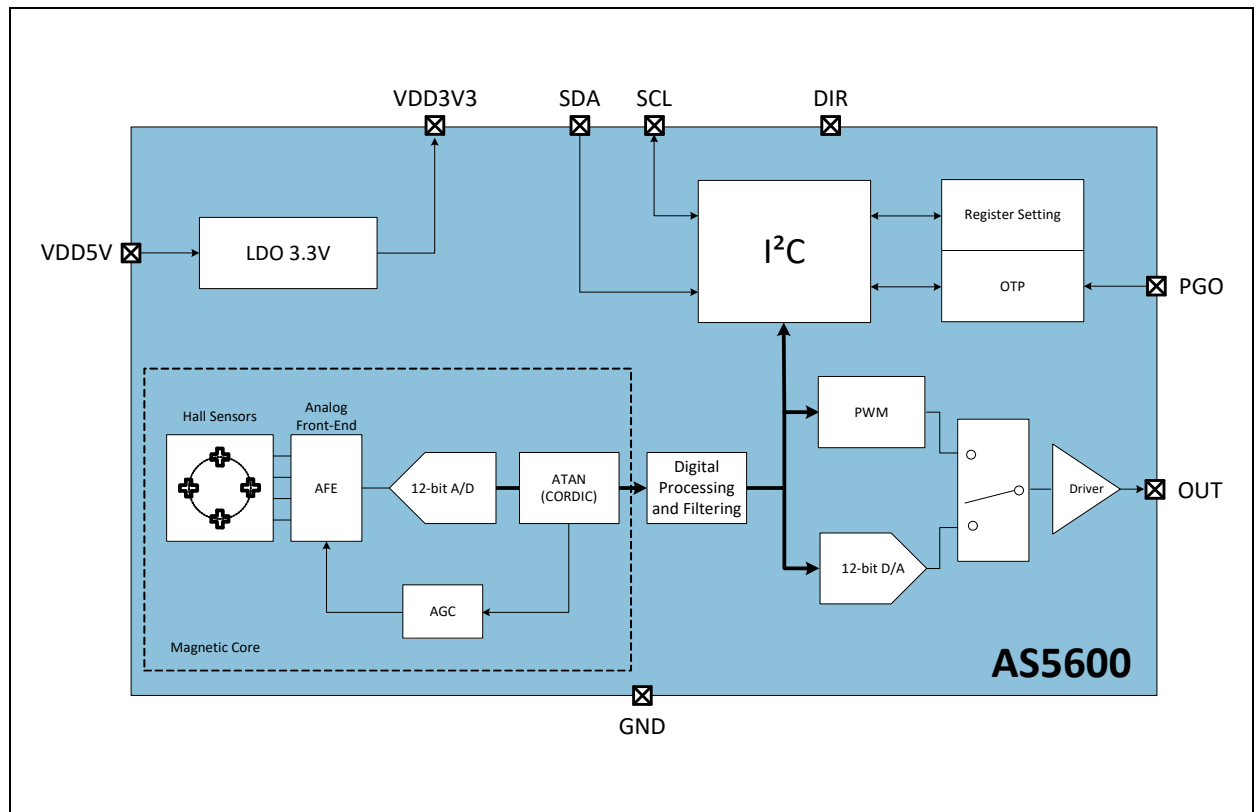 VDD3V3
SDA
SCL
DIR
VDD5V
LDO 3.3V
I²C
Register Setting
OTP
PGO
Hall Sensors
Analog
Front-End
AFE
12-bit A/D
ATAN
(CORDIC)
Digital
Processing
and Filtering
PWM
12-bit D/A
Driver
OUT
AGC
Magnetic Core
AS5600
GND